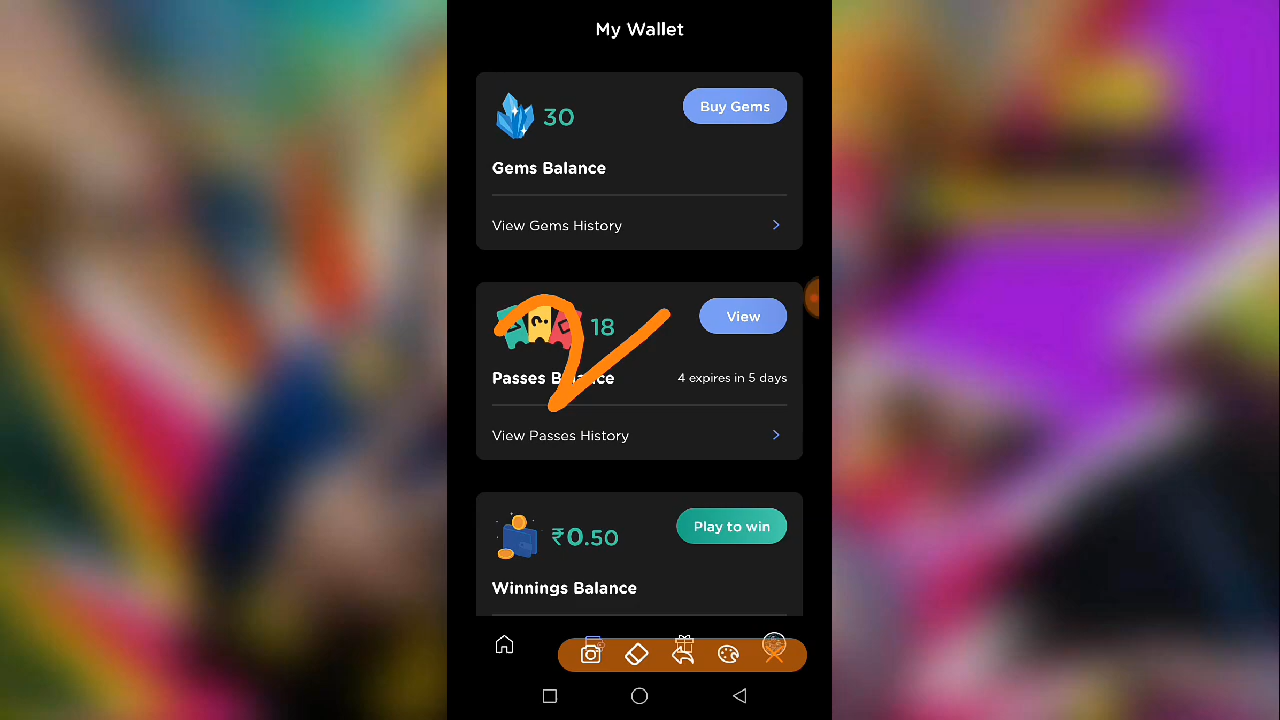 My Wallet
30
Buy Gems
Gems Balance
View Gems History
18
View
Passes Balance
4 expires in 5 days
View Passes History
₹0.50
Play to win
Winnings Balance